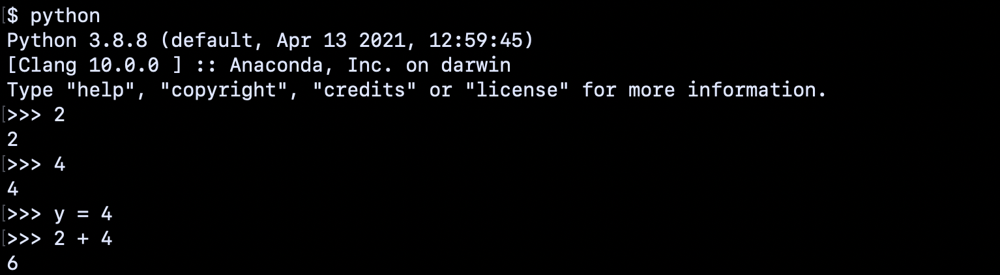 $ python
Python 3.8.8 (default, Apr 13 2021, 12:59:45)
[Clang 10.0.0 ] :: Anaconda, Inc. on darwin
Type "help", "copyright", "credits" or "license" for more information.
>>> 2
2
>>> 4
4
>>> y = 4
>>> 2 + 4
6